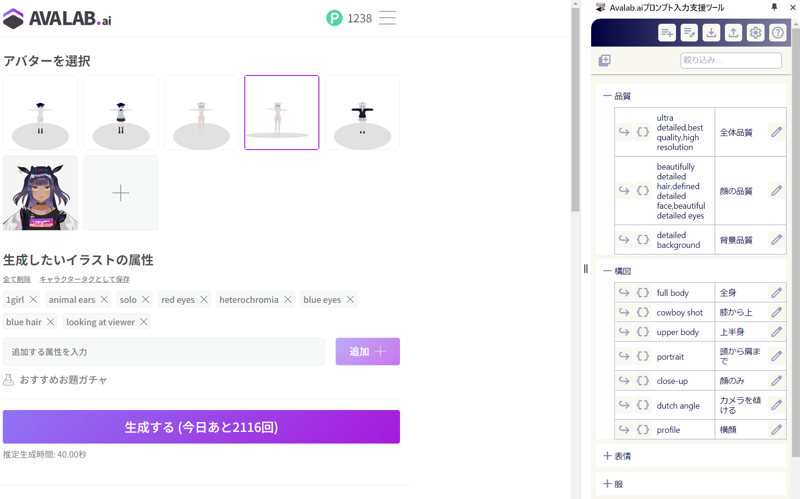 AVALAB.ai
P 1238
アバターを選択
生成したいイラストの属性
全て削除 キャラクタータグとして保存
1girl animal ears solo red eyes heterochromia blue eyes
blue hair looking at viewer
追加する属性を入力
追加
おすすめお題ガチャ
生成する (今日あと2116回)
推定生成時間: 40.00秒
Avalab.aiプロンプト入力支援ツール
絞り込み...
品質
ultra
detailed,best
quality,high
resolution
全体品質
beautifully
detailed
hair,defined
detailed
face,beautiful
detailed eyes
顔の品質
detailed
background
背景品質
構図
full body 全身
cowboy shot 膝から上
upper body 上半身
portrait 頭から肩ま
で
close-up 顔のみ
dutch angle カメラを傾
ける
profile 横顔
表情
服